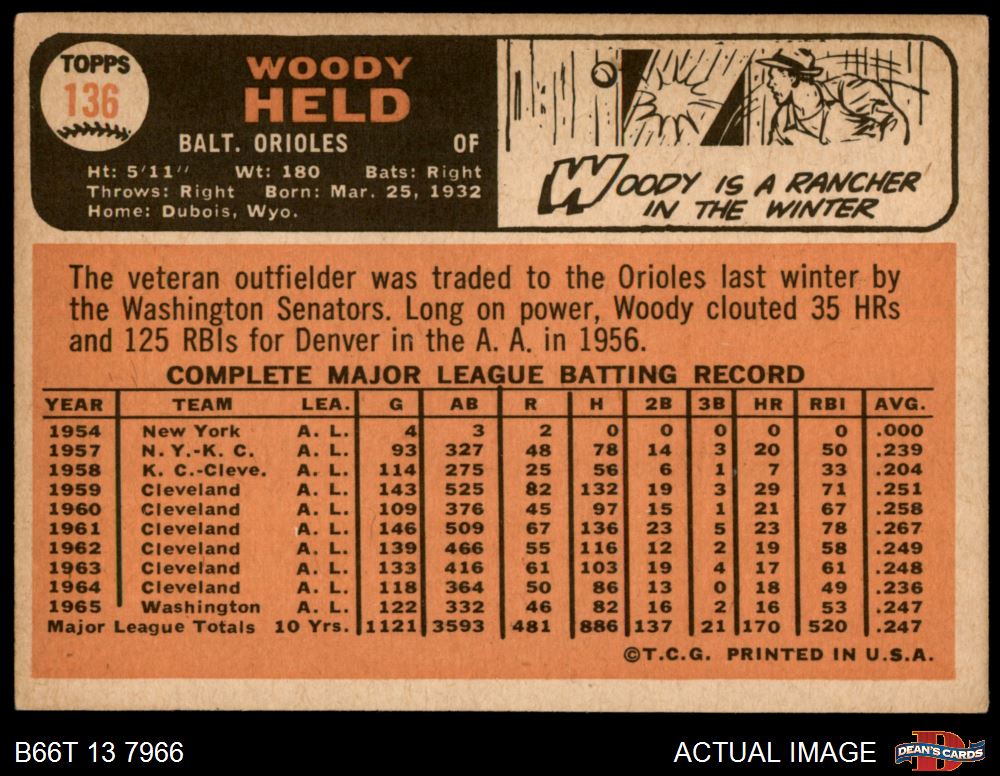 TOPPS
136
WOODY
HELD
BALT. ORIOLES OF
Ht: 5'11" Wt: 180 Bats: Right
Throws: Right Born: Mar. 25, 1932
Home: Dubois, Wyo.
WOODY IS A RANCHER
IN THE WINTER
The veteran outfielder was traded to the Orioles last winter by
the Washington Senators. Long on power, Woody clouted 35 HRs
and 125 RBIs for Denver in the A. A. in 1956.
COMPLETE MAJOR LEAGUE BATTING RECORD
YEAR TEAM LEA. G AB R H 2B 3B HR RBI AVG.
1954 New York A. L. 4 3 2 0 0 0 0 0 .000
1957 N. Y.-K. C. A. L. 93 327 48 78 14 3 20 50 .239
1958 K. C.-Cleve. A. L. 114 275 25 56 6 1 7 33 .204
1959 Cleveland A. L. 143 525 82 132 19 3 29 71 .251
1960 Cleveland A. L. 109 376 45 97 15 1 21 67 .258
1961 Cleveland A. L. 146 509 67 136 23 5 23 78 .267
1962 Cleveland A. L. 139 466 55 116 12 2 19 58 .249
1963 Cleveland A. L. 133 416 61 103 19 4 17 61 .248
1964 Cleveland A. L. 118 364 50 86 13 0 18 49 .236
1965 Washington A. L. 122 332 46 82 16 2 16 53 .247
Major League Totals 10 Yrs. 1121 3593 481 886 137 21 170 520 .247
©T.C.G. PRINTED IN U.S.A.
B66T 13 7966
ACTUAL IMAGE
D
DEAN'S CARDS